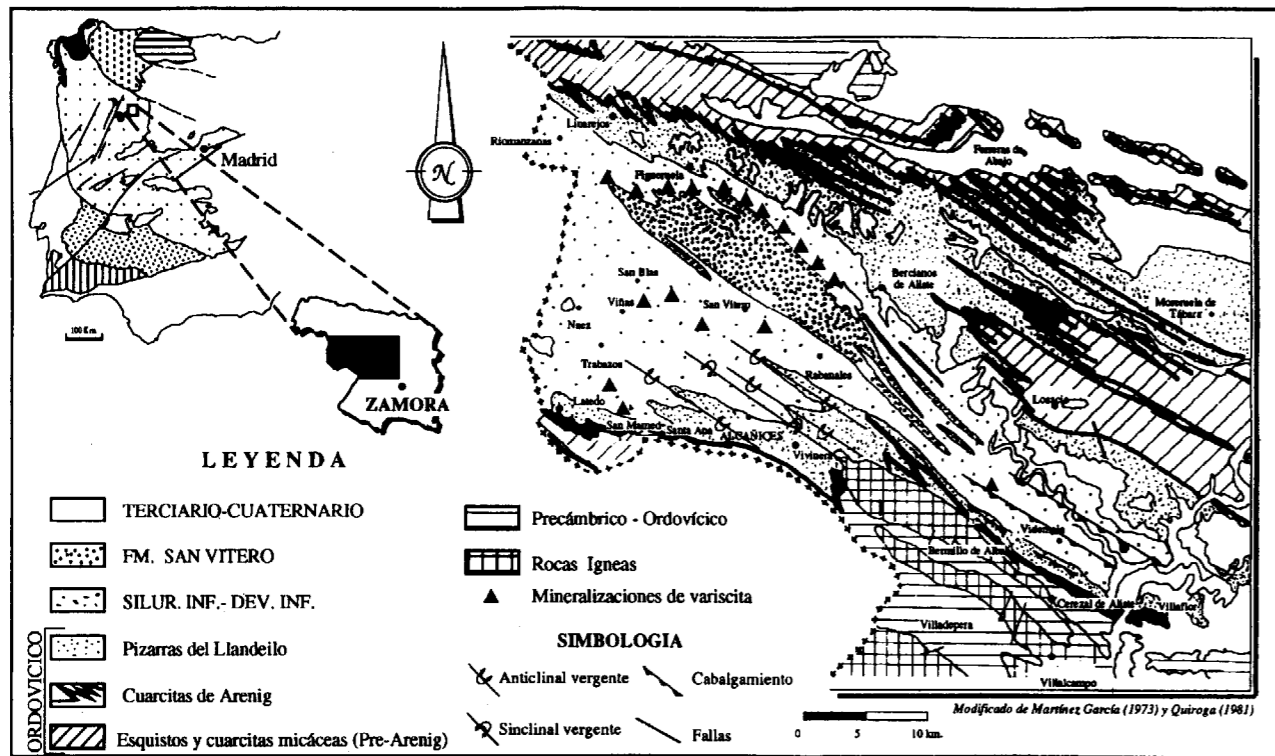 Madrid
100 Km
ZAMORA
N
Riomanzanas
Linarejos
Figueruela
Ferreras de
Abajo
San Blas
Viñas
San Vitero
Nuez
Bercianos
de Aliste
Moreruela de
Tábara
Trabazos
Rabanales
Latedo
San Mamed
Santa Ana
ALCAÑICES
Vivinera
Losacio
Videmala
Bermillo de Alba
Cerezal de Aliste
Villaflor
Villadepera
Villalcampo
LEYENDA
TERCIARIO-CUATERNARIO
FM. SAN VITERO
SILUR. INF.- DEV. INF.
ORDOVICICO
Pizarras del Llandeilo
Cuarcitas de Arenig
Esquistos y cuarcitas micáceas (Pre-Arenig)
Precámbrico - Ordovícico
Rocas Igneas
Mineralizaciones de variscita
SIMBOLOGIA
Anticlinal vergente
Cabalgamiento
Sinclinal vergente
Fallas
0 5 10 km.
Modificado de Martínez García (1973) y Quiroga (1981)